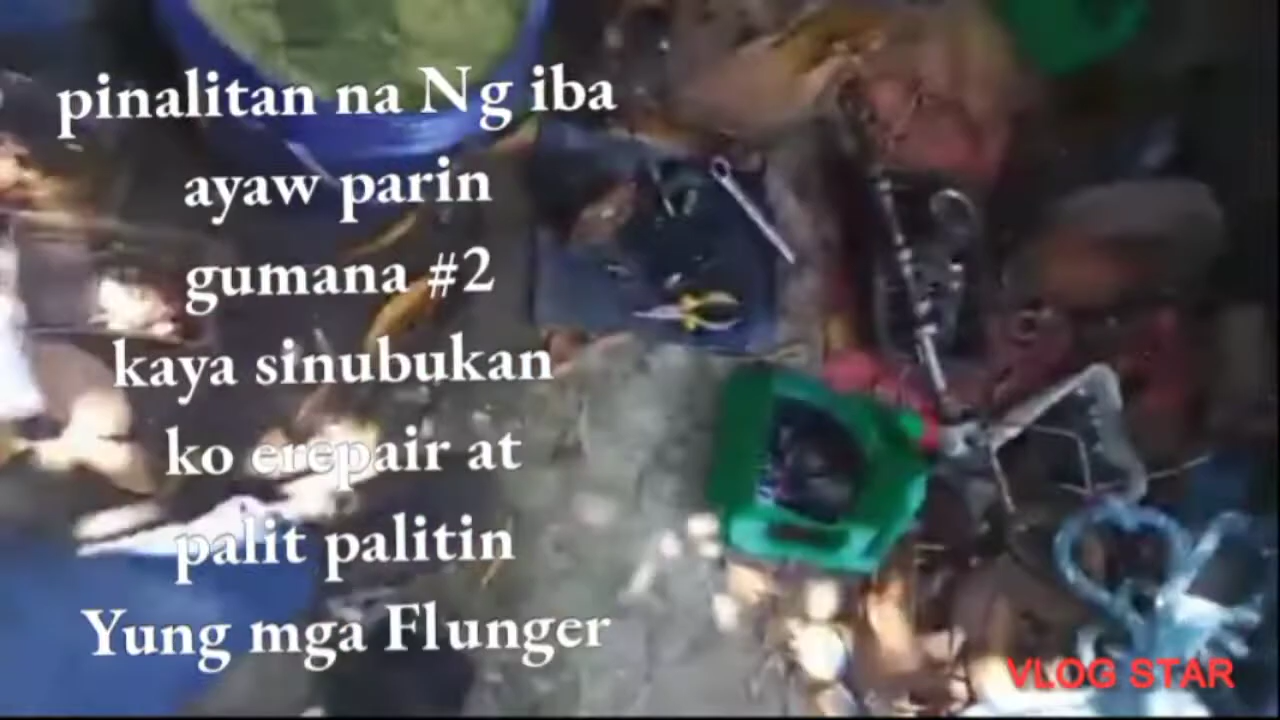 pinalitan na Ng iba
ayaw parin
gumana #2
kaya sinubukan
ko erepair at
palit palitin
Yung mga Flunger
VLOG STAR